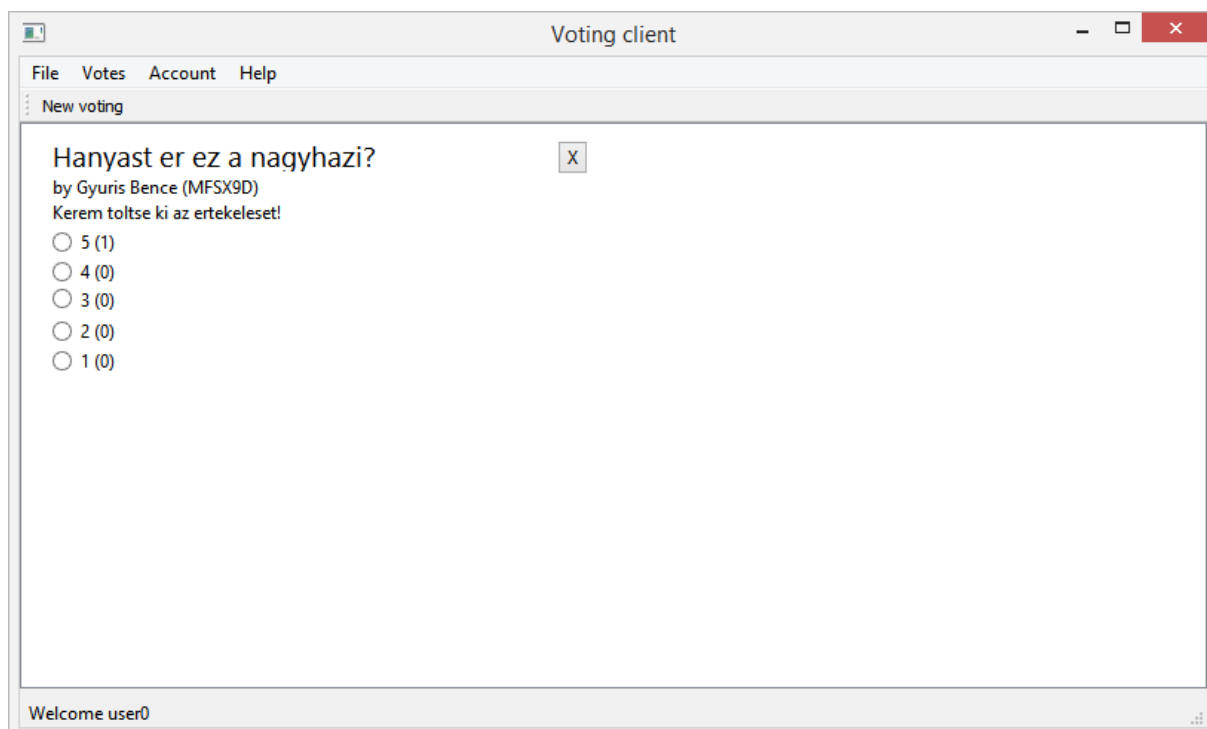 Voting client
File Votes Account Help
New voting
Hanyast er ez a nagyhazi? X
by Gyuris Bence (MFSX9D)
Kerem toltse ki az ertekeleset!
5 (1)
4 (0)
3 (0)
2 (0)
1 (0)
Welcome user0